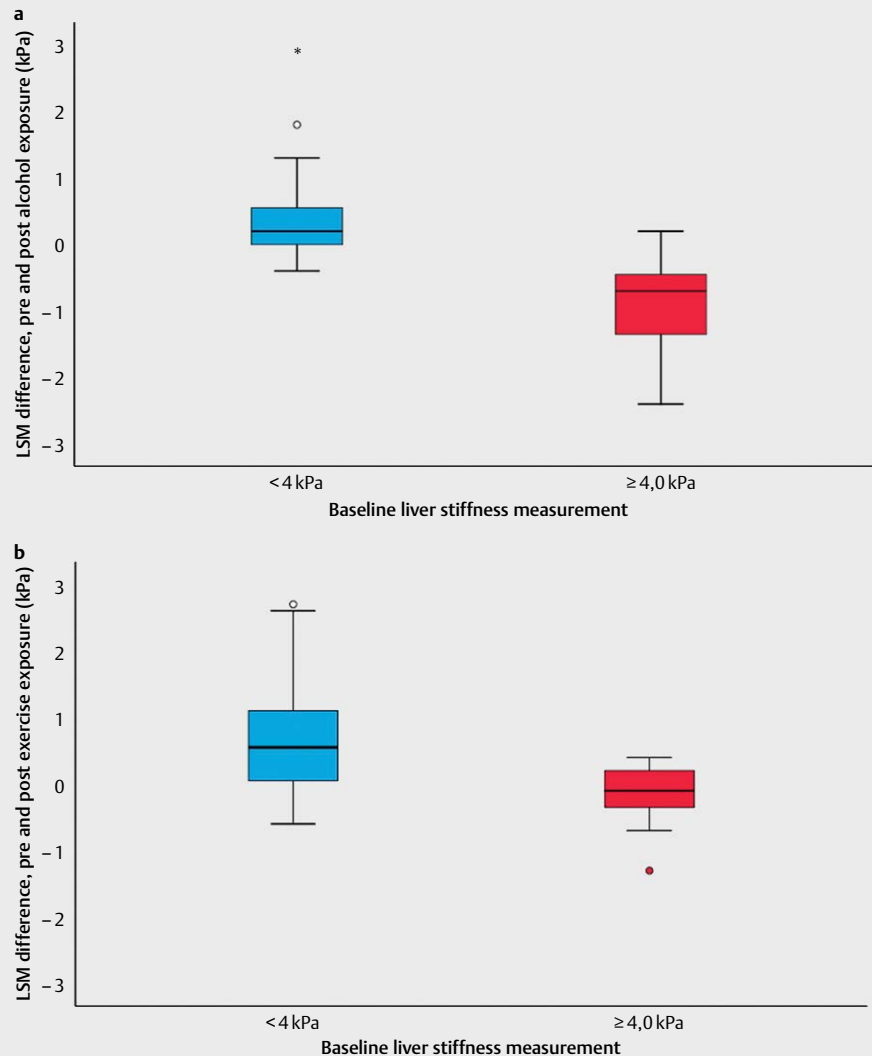 a
LSM difference, pre and post alcohol exposure (kPa)
3
2
1
0
– 1
– 2
– 3
*
< 4 kPa
≥ 4,0 kPa
Baseline liver stiffness measurement
b
LSM difference, pre and post exercise exposure (kPa)
3
2
1
0
– 1
– 2
– 3
< 4 kPa
≥ 4,0 kPa
Baseline liver stiffness measurement